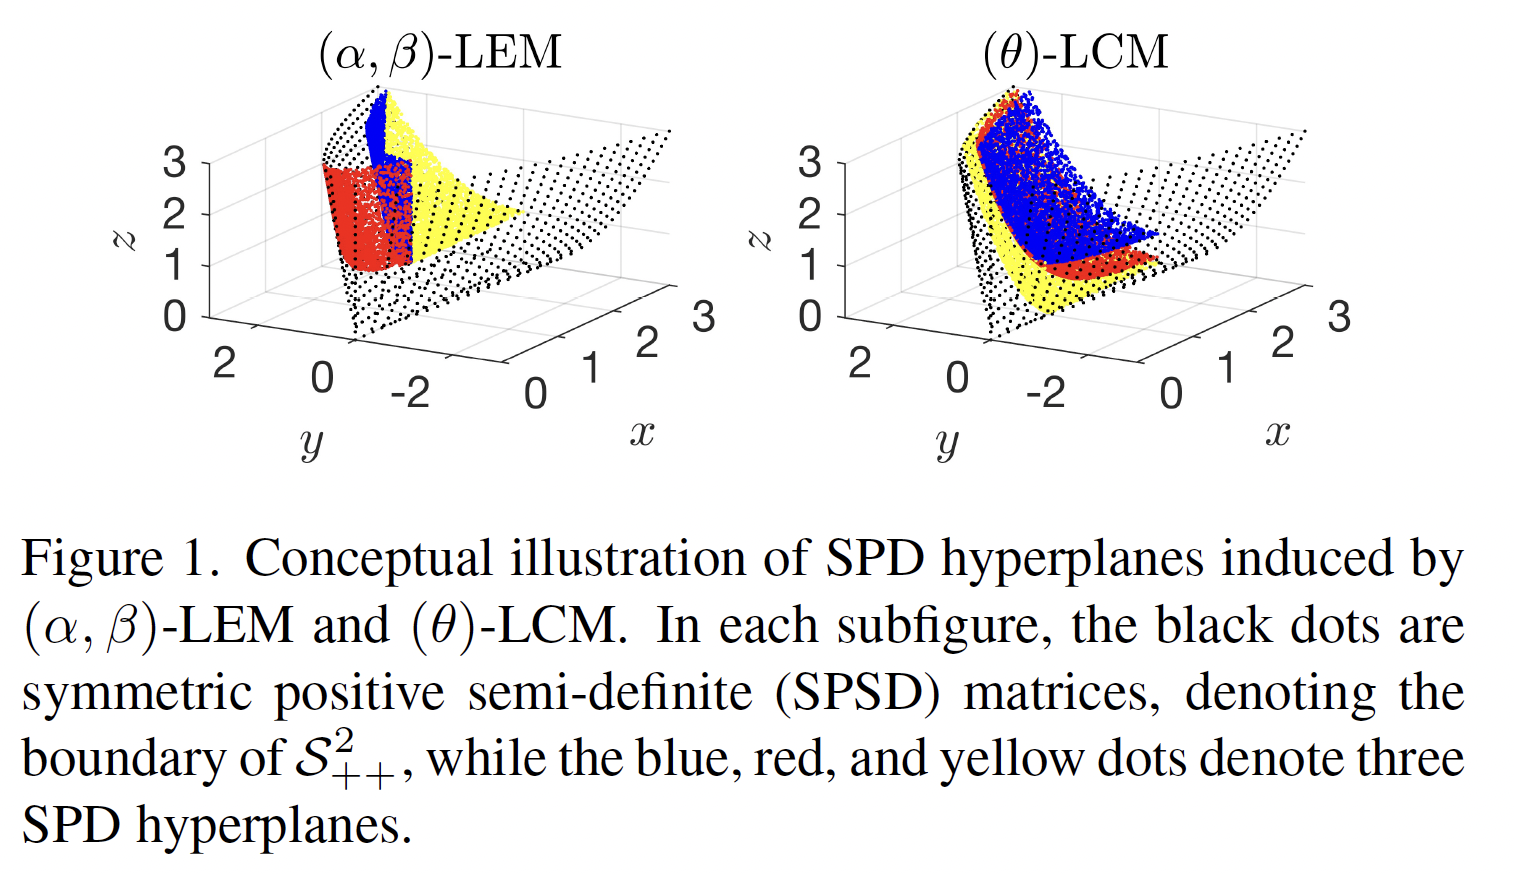 (α, β)-LEM
(θ)-LCM
3
2
1
0
z
2
0
-2
y
0
1
2
3
x
3
2
1
0
z
2
0
-2
y
0
1
2
3
x
Figure 1. Conceptual illustration of SPD hyperplanes induced by
(α, β)-LEM and (θ)-LCM. In each subfigure, the black dots are
symmetric positive semi-definite (SPSD) matrices, denoting the
boundary of 𝒮²₊₊, while the blue, red, and yellow dots denote three
SPD hyperplanes.